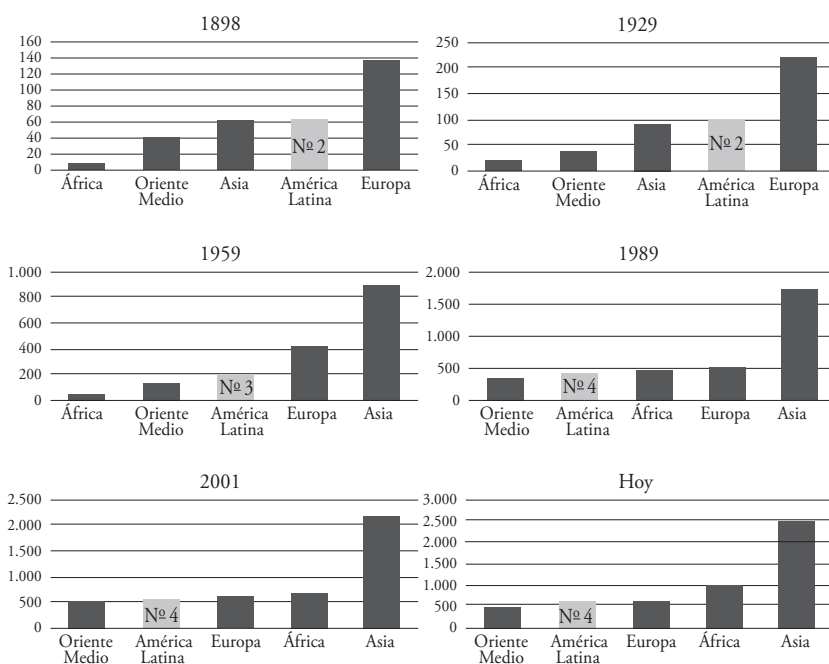 1898
160
140
120
100
80
60
40
20
0
Nº 2
África
Oriente
Medio
Asia
América
Latina
Europa
1929
250
200
150
100
50
0
Nº 2
África
Oriente
Medio
Asia
América
Latina
Europa
1959
1.000
800
600
400
200
0
Nº 3
África
Oriente
Medio
América
Latina
Europa
Asia
1989
2.000
1.500
1.000
500
0
Nº 4
Oriente
Medio
América
Latina
África
Europa
Asia
2001
2.500
2.000
1.500
1.000
500
0
Nº 4
Oriente
Medio
América
Latina
Europa
África
Asia
Hoy
3.000
2.500
2.000
1.500
1.000
500
0
Nº 4
Oriente
Medio
América
Latina
Europa
África
Asia